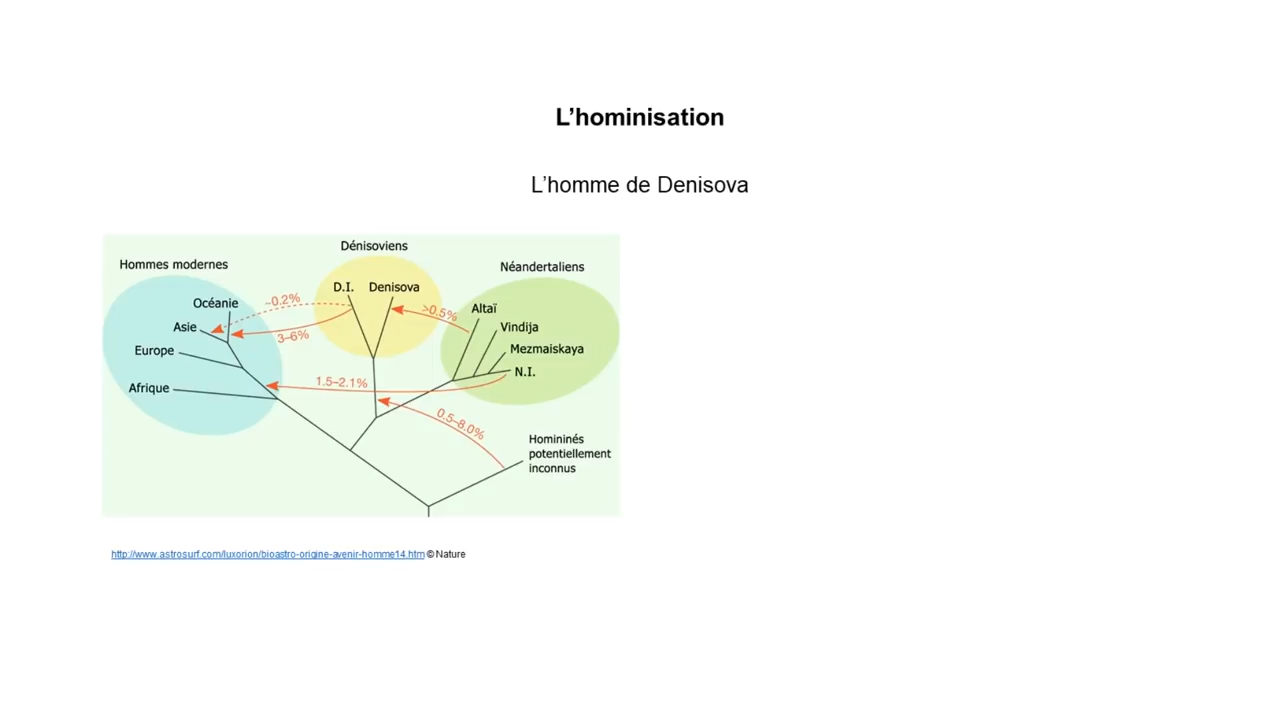 L’hominisation
L’homme de Denisova
Dénisoviens
Hommes modernes
Néandertaliens
D.I.
Denisova
Océanie
~0.2%
>0.5%
Altaï
Asie
3–6%
Vindija
Europe
Mezmaiskaya
N.I.
Afrique
1.5–2.1%
0.5–8.0%
Homininés
potentiellement
inconnus
http://www.astrosurf.com/luxorion/bioastro-origine-avenir-homme14.htm © Nature